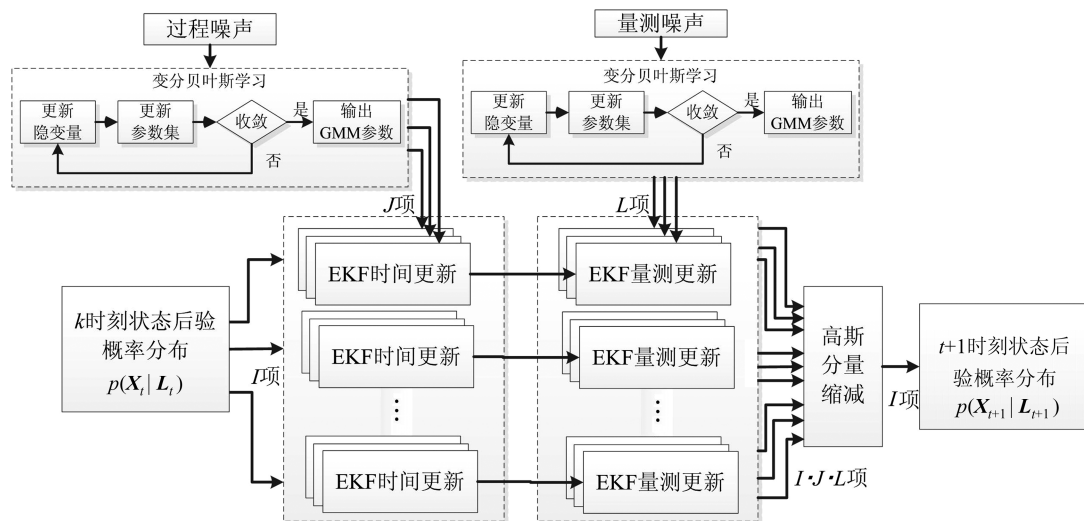 过程噪声
变分贝叶斯学习
更新
隐变量
更新
参数集
收敛
是
否
输出
GMM参数
量测噪声
变分贝叶斯学习
更新
隐变量
更新
参数集
收敛
是
否
输出
GMM参数
J项
L项
k时刻状态后验
概率分布
p(X_t | L_t)
I项
EKF时间更新
EKF量测更新
EKF时间更新
EKF量测更新
⋯
⋯
EKF时间更新
EKF量测更新
I·J·L项
高斯
分量
缩减
I项
t+1时刻状态后
验概率分布
p(X_{t+1} | L_{t+1})